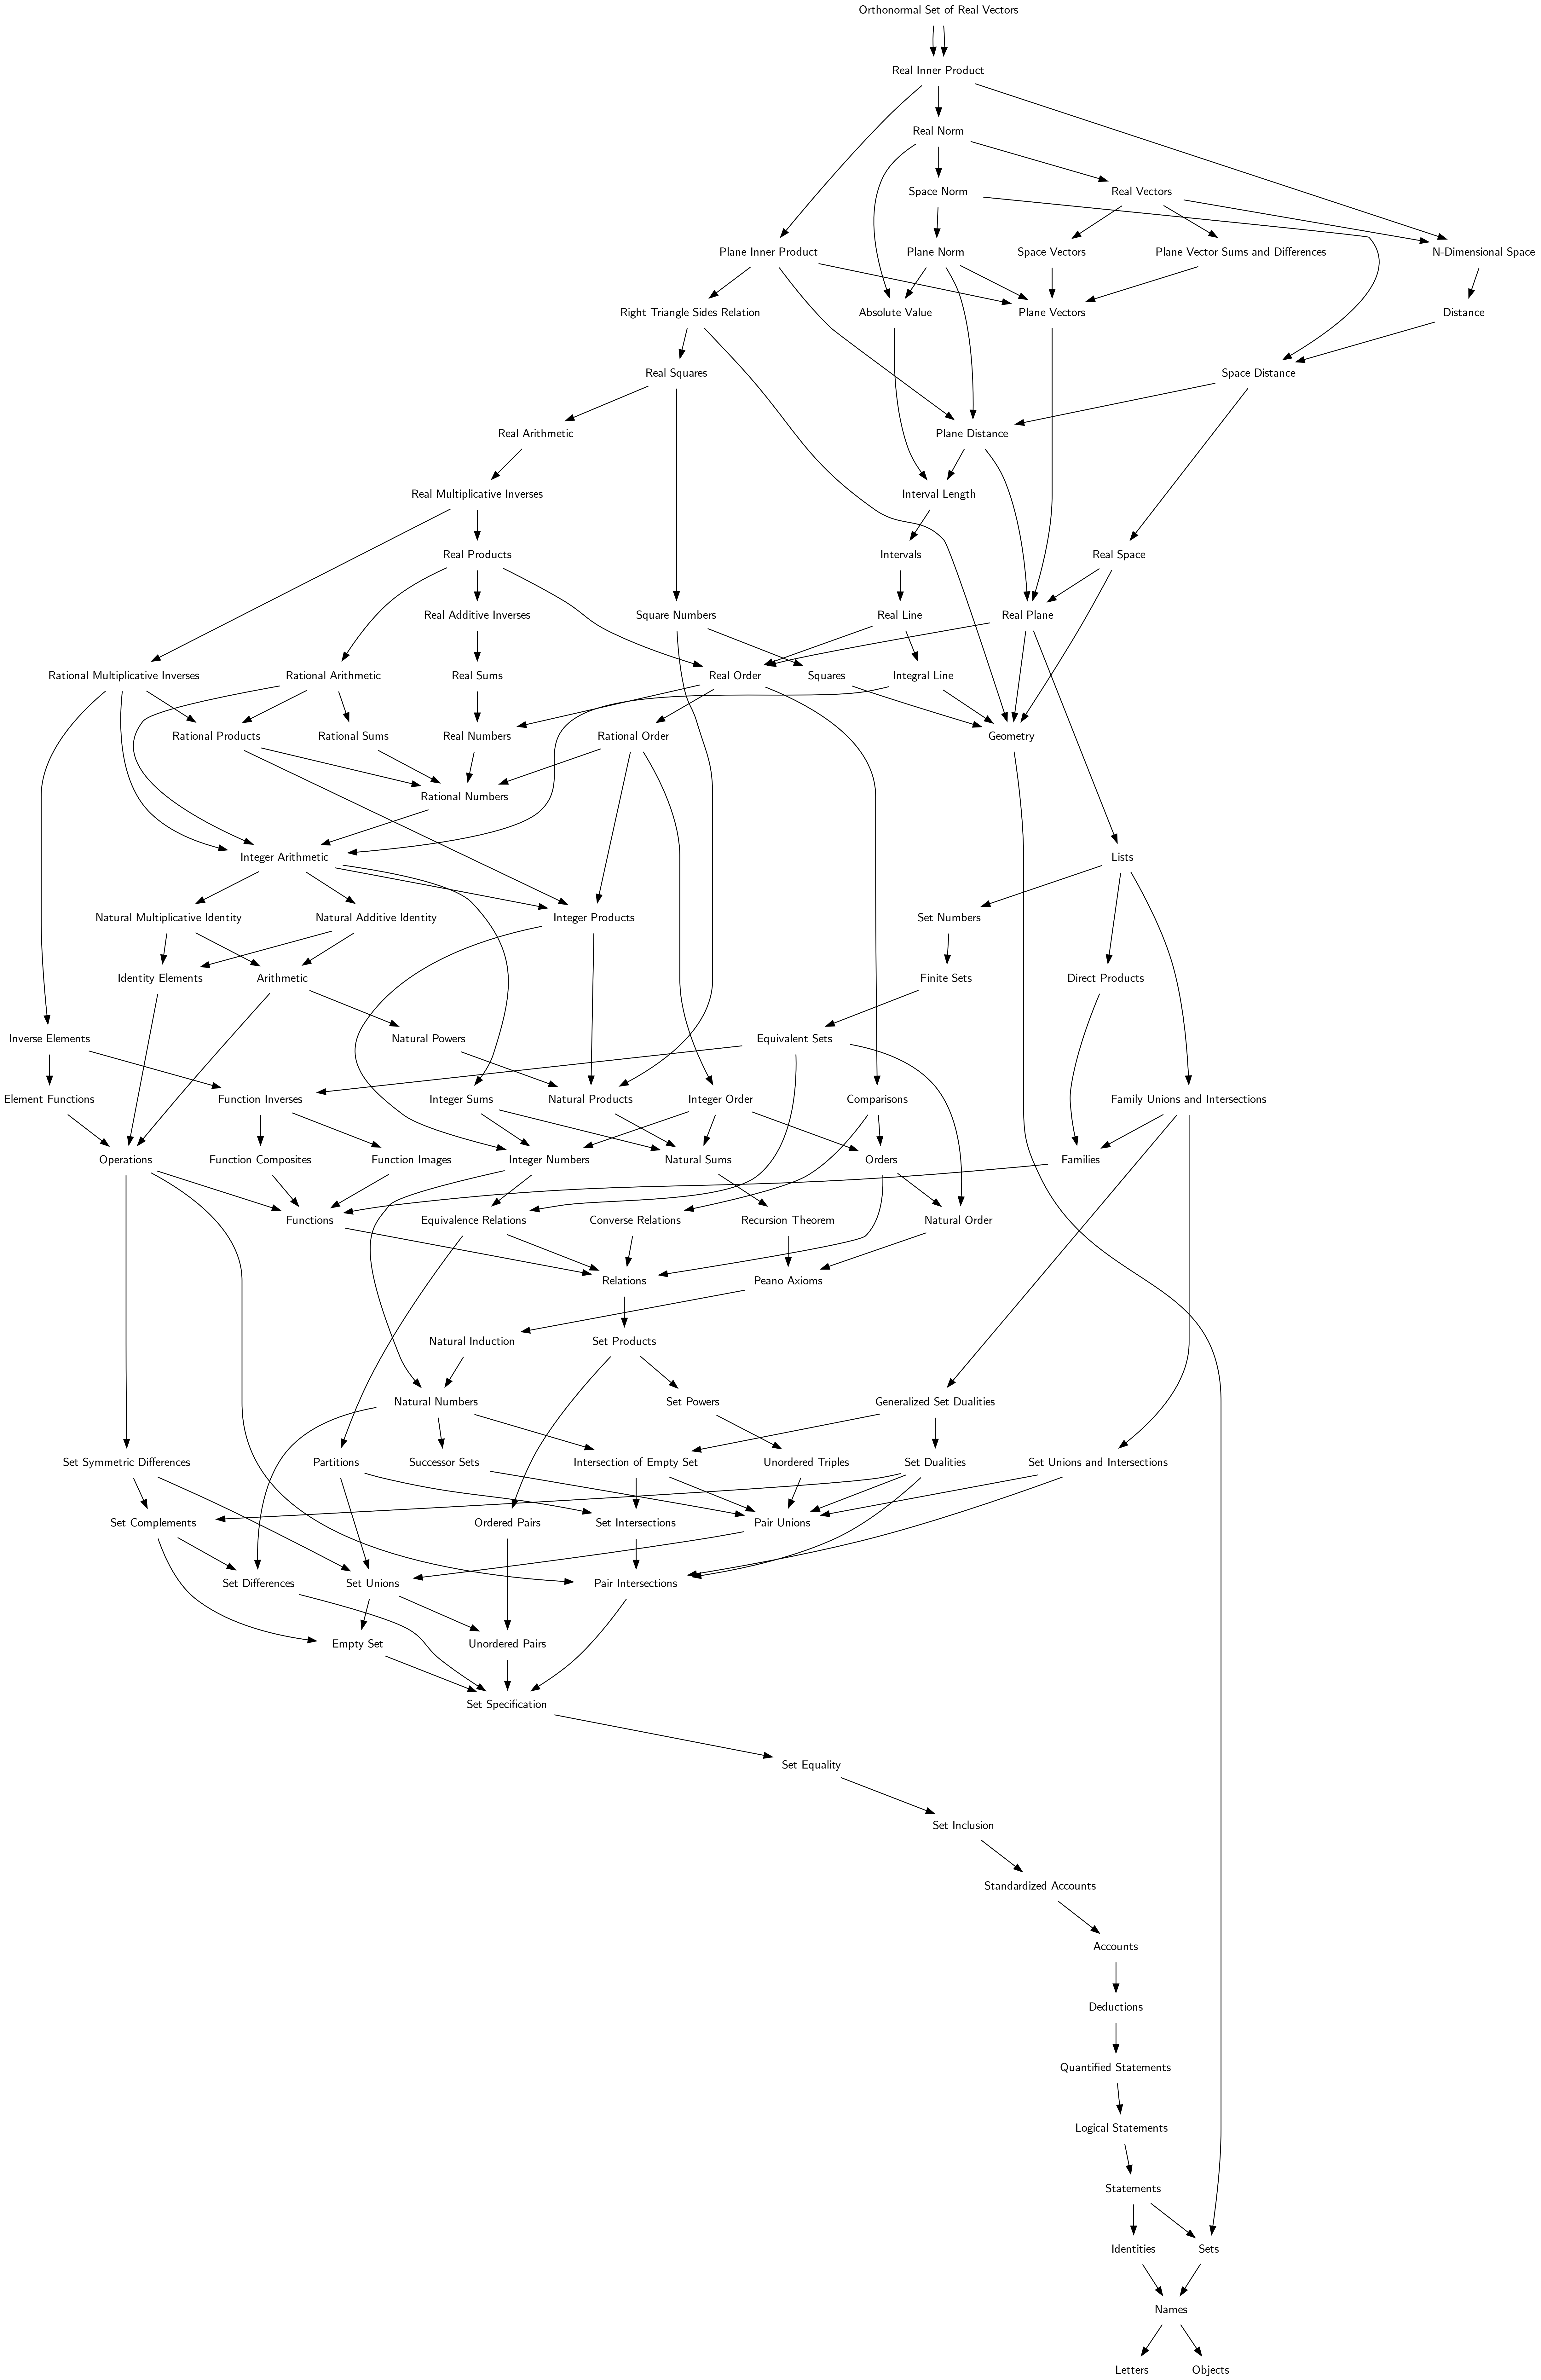 Orthonormal Set of Real Vectors
Real Inner Product
Real Norm
Space Norm
Real Vectors
Plane Inner Product
Plane Norm
Space Vectors
Plane Vector Sums and Differences
N-Dimensional Space
Right Triangle Sides Relation
Absolute Value
Plane Vectors
Distance
Real Squares
Space Distance
Real Arithmetic
Plane Distance
Real Multiplicative Inverses
Interval Length
Real Products
Intervals
Real Space
Real Additive Inverses
Square Numbers
Real Line
Real Plane
Rational Multiplicative Inverses
Rational Arithmetic
Real Sums
Real Order
Squares
Integral Line
Rational Products
Rational Sums
Real Numbers
Rational Order
Geometry
Rational Numbers
Integer Arithmetic
Lists
Natural Multiplicative Identity
Natural Additive Identity
Integer Products
Set Numbers
Identity Elements
Arithmetic
Finite Sets
Direct Products
Inverse Elements
Natural Powers
Equivalent Sets
Element Functions
Function Inverses
Integer Sums
Natural Products
Integer Order
Comparisons
Family Unions and Intersections
Operations
Function Composites
Function Images
Integer Numbers
Natural Sums
Orders
Families
Functions
Equivalence Relations
Converse Relations
Recursion Theorem
Natural Order
Relations
Peano Axioms
Natural Induction
Set Products
Natural Numbers
Set Powers
Generalized Set Dualities
Set Symmetric Differences
Partitions
Successor Sets
Intersection of Empty Set
Unordered Triples
Set Dualities
Set Unions and Intersections
Set Complements
Ordered Pairs
Set Intersections
Pair Unions
Set Differences
Set Unions
Pair Intersections
Empty Set
Unordered Pairs
Set Specification
Set Equality
Set Inclusion
Standardized Accounts
Accounts
Deductions
Quantified Statements
Logical Statements
Statements
Identities
Sets
Names
Letters
Objects